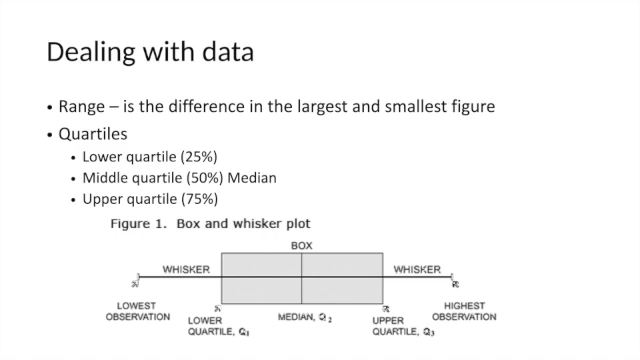 Dealing with data
• Range – is the difference in the largest and smallest figure
• Quartiles
• Lower quartile (25%)
• Middle quartile (50%) Median
• Upper quartile (75%)
Figure 1. Box and whisker plot
BOX
WHISKER WHISKER
LOWEST
OBSERVATION
LOWER
QUARTILE, Q₁
MEDIAN, Q₂
UPPER
QUARTILE, Q₃
HIGHEST
OBSERVATION